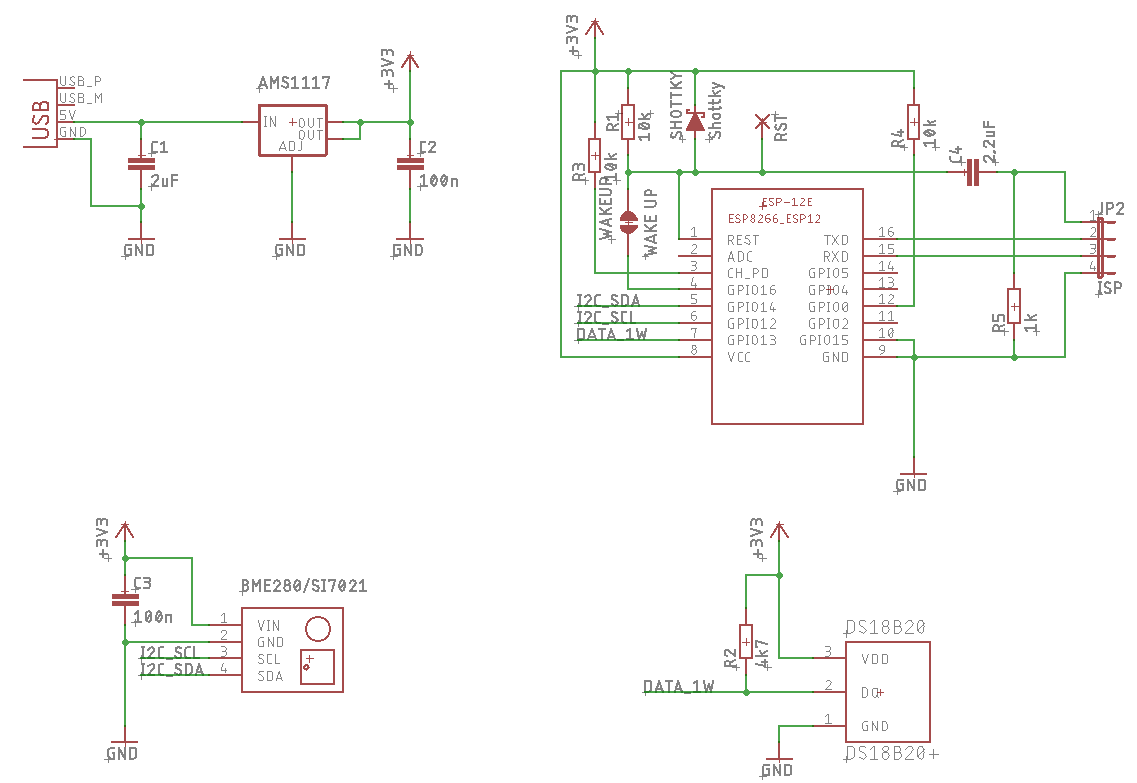 USB
USB_P
USB_M
5V
GND
C1
2uF
GND
AMS1117
IN
OUT
OUT
ADJ
GND
+3V3
C2
100n
GND
+3V3
R3
10k
R1
10k
SHOTTKY
Shottky
RST
R4
10k
C4
2.2uF
WAKEUP
WAKE UP
ESP-12E
ESP8266_ESP12
1 REST
2 ADC
3 CH_PD
4 GPIO16
5 GPIO14
6 GPIO12
7 GPIO13
8 VCC
TXD 16
RXD 15
GPIO5 14
GPIO4 13
GPIO0 12
GPIO2 11
GPIO15 10
GND 9
I2C_SDA
I2C_SCL
DATA_1W
R5
1k
JP2
1
2
3
4
ISP
GND
+3V3
C3
100n
BME280/SI7021
1 VIN
2 GND
3 SCL
4 SDA
I2C_SCL
I2C_SDA
GND
+3V3
R2
4k7
DATA_1W
DS18B20
3 VDD
2 DQ
1 GND
DS18B20+
GND